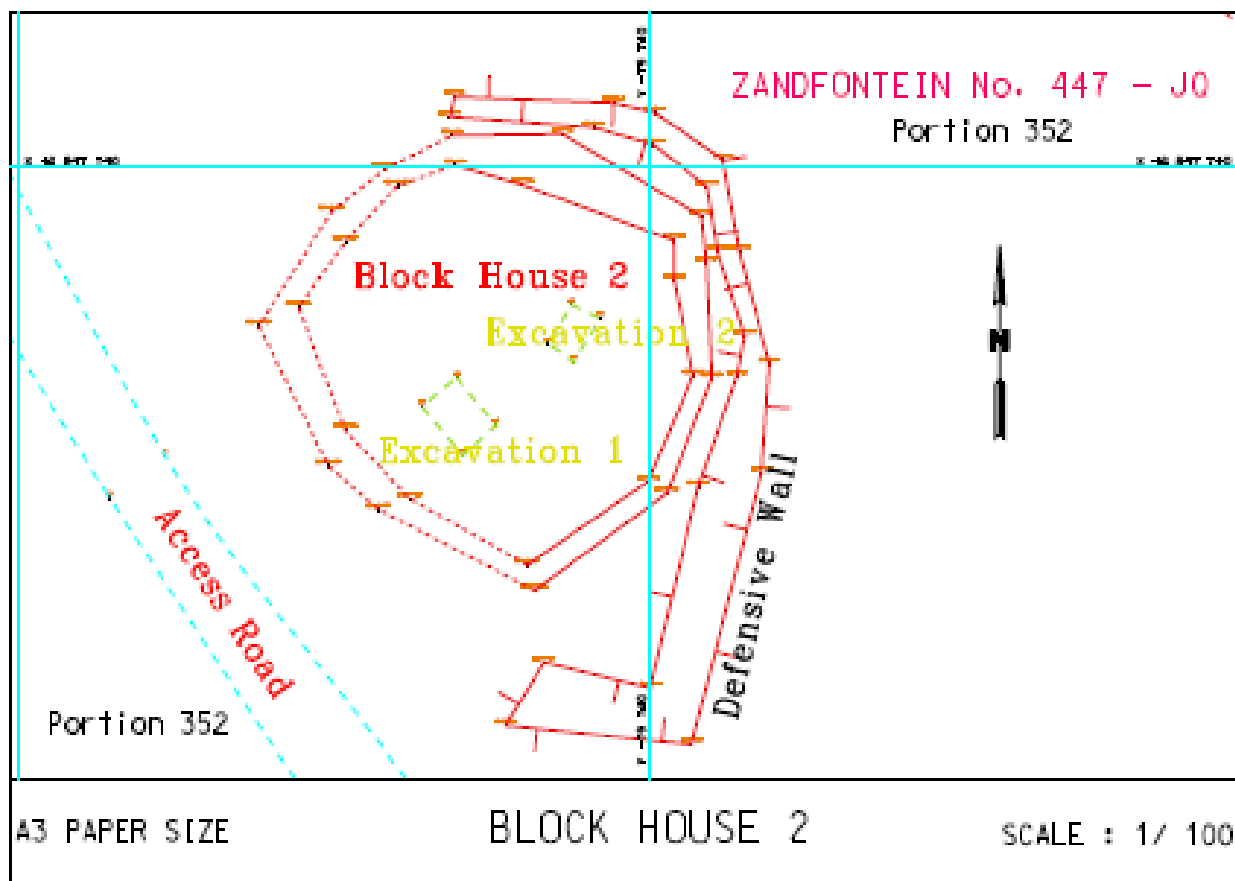 ZANDFONTEIN No. 447 - JQ
Portion 352
Block House 2
Excavation 2
Excavation 1
N
Defensive Wall
Access Road
Portion 352
A3 PAPER SIZE
BLOCK HOUSE 2
SCALE : 1/ 100